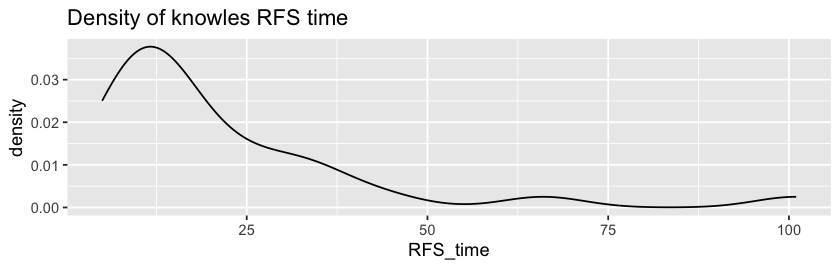 Density of knowles RFS time
density
0.03
0.02
0.01
0.00
25 50 75 100
RFS_time